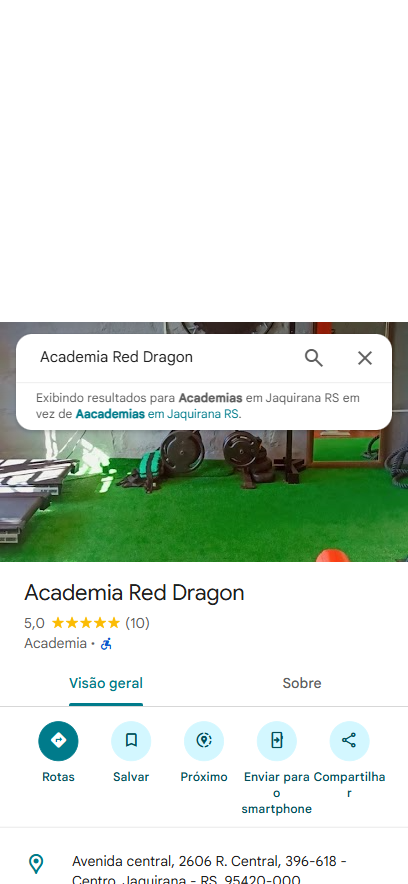 Academia Red Dragon
Exibindo resultados para Academias em Jaquirana RS em
vez de Aacademias em Jaquirana RS.
Academia Red Dragon
5,0 (10)
Academia ·
Visão geral
Sobre
Rotas
Salvar
Próximo
Enviar para
o
smartphone
Compartilha
r
Avenida central, 2606 R. Central, 396-618 -
Centro, Jaquirana - RS, 95420-000